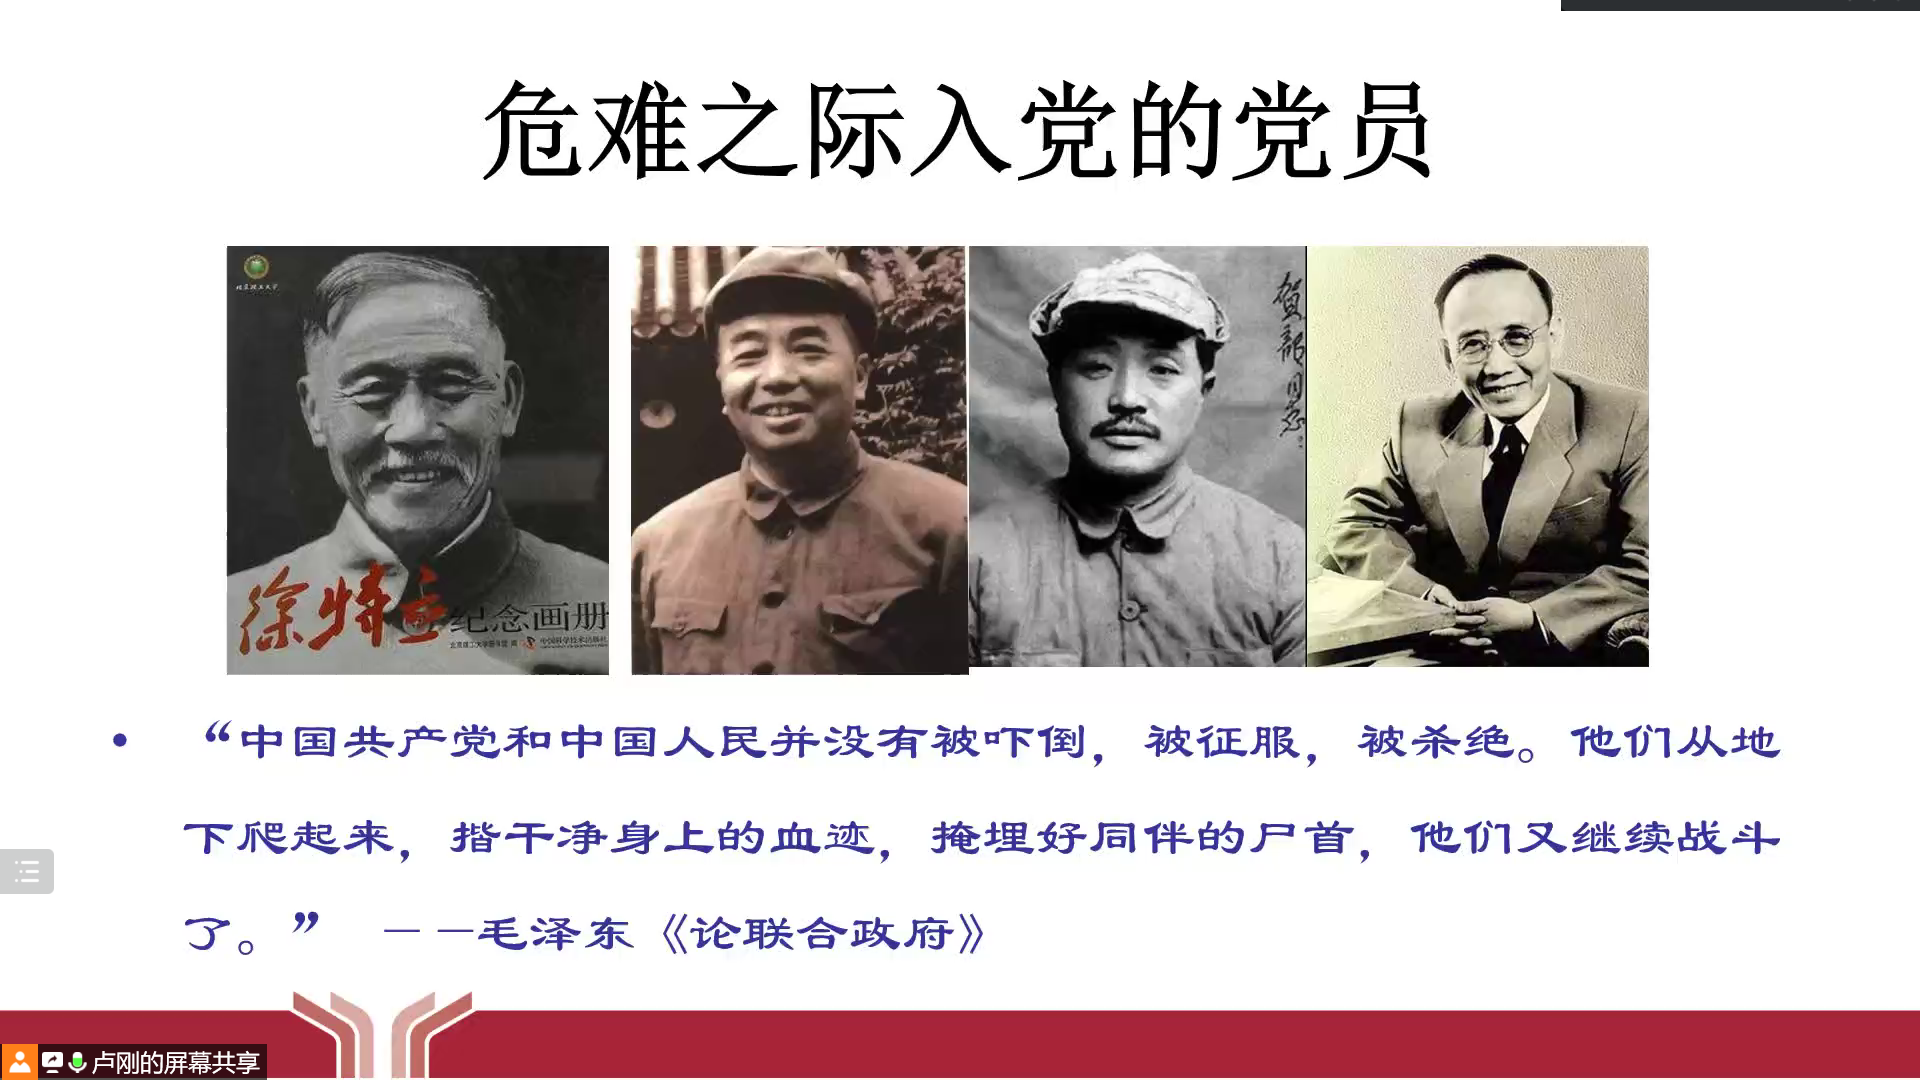 危难之际入党的党员
北京理工大学
贺龍同志
徐特立纪念画册
•“中国共产党和中国人民并没有被吓倒，被征服，被杀绝。他们从地
下爬起来，揩干净身上的血迹，掩埋好同伴的尸首，他们又继续战斗
了。” ――毛泽东《论联合政府》
卢刚的屏幕共享